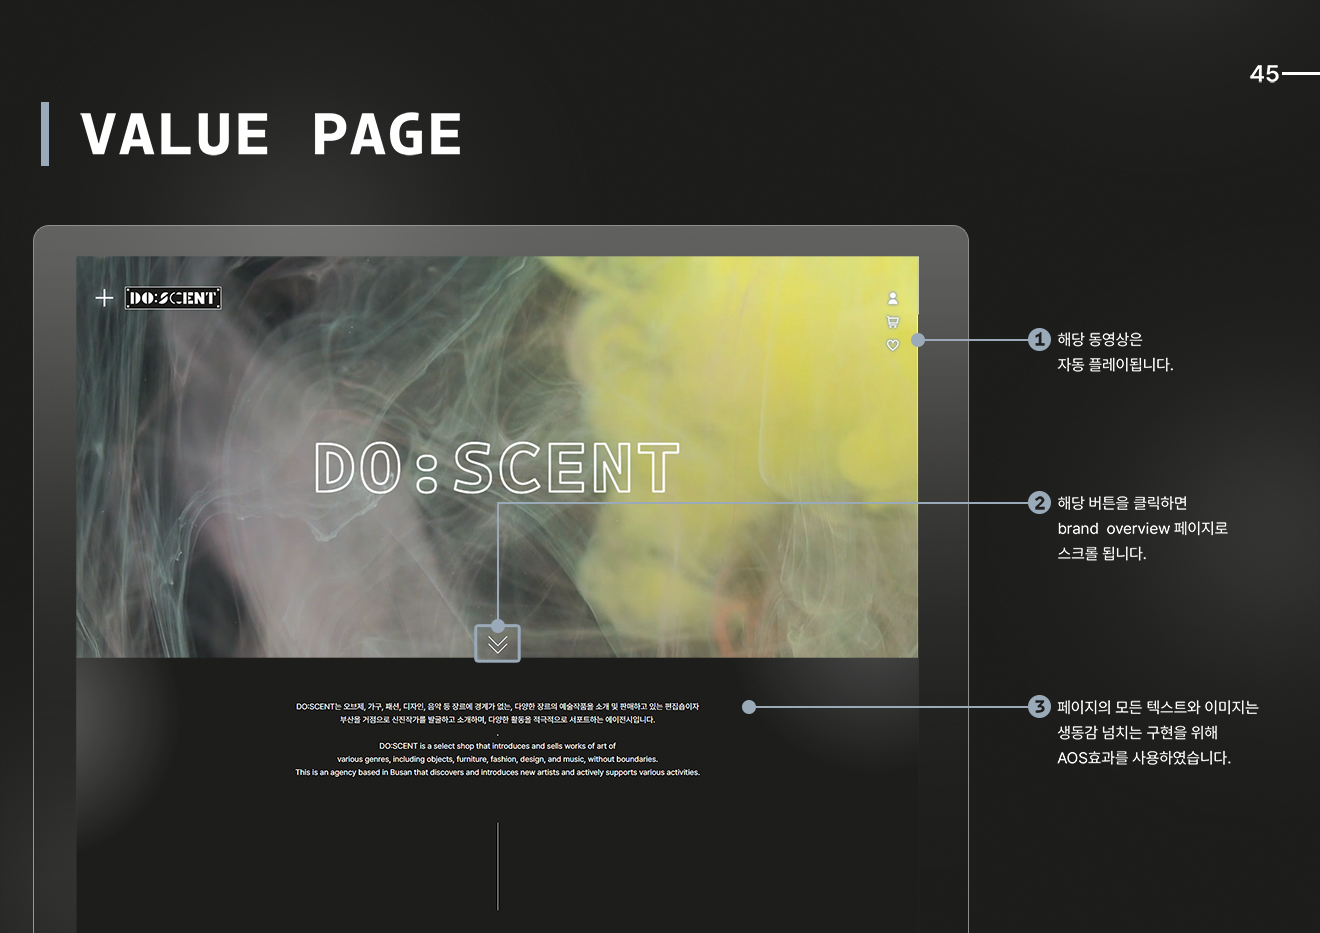 45
VALUE PAGE
DO:SCENT
DO:SCENT
1 해당 동영상은
자동 플레이됩니다.
2 해당 버튼을 클릭하면
brand overview 페이지로
스크롤 됩니다.
DO:SCENT는 오브제, 가구, 패션, 디자인, 음악 등 장르에 경계가 없는, 다양한 장르의 예술작품을 소개 및 판매하고 있는 편집숍이자
부산을 거점으로 신진작가를 발굴하고 소개하며, 다양한 활동을 적극적으로 서포트하는 에이전시입니다.
.
DO:SCENT is a select shop that introduces and sells works of art of
various genres, including objects, furniture, fashion, design, and music, without boundaries.
This is an agency based in Busan that discovers and introduces new artists and actively supports various activities.
3 페이지의 모든 텍스트와 이미지는
생동감 넘치는 구현을 위해
AOS효과를 사용하였습니다.